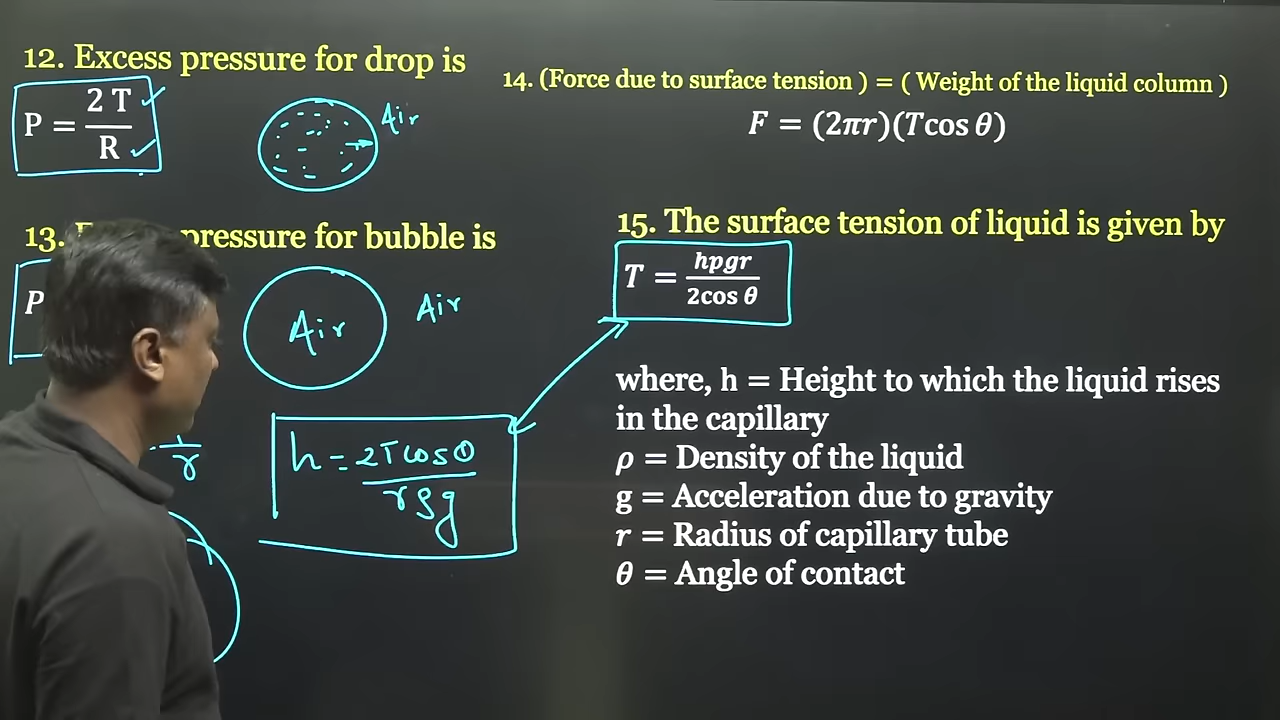 12. Excess pressure for drop is
P = 2 T / R
Air
13. pressure for bubble is
P
Air
Air
r
h = 2T cos θ / r ρ g
14. (Force due to surface tension ) = ( Weight of the liquid column )
F = (2πr)(T cos θ)
15. The surface tension of liquid is given by
T = hpgr / 2cos θ
where, h = Height to which the liquid rises
in the capillary
ρ = Density of the liquid
g = Acceleration due to gravity
r = Radius of capillary tube
θ = Angle of contact